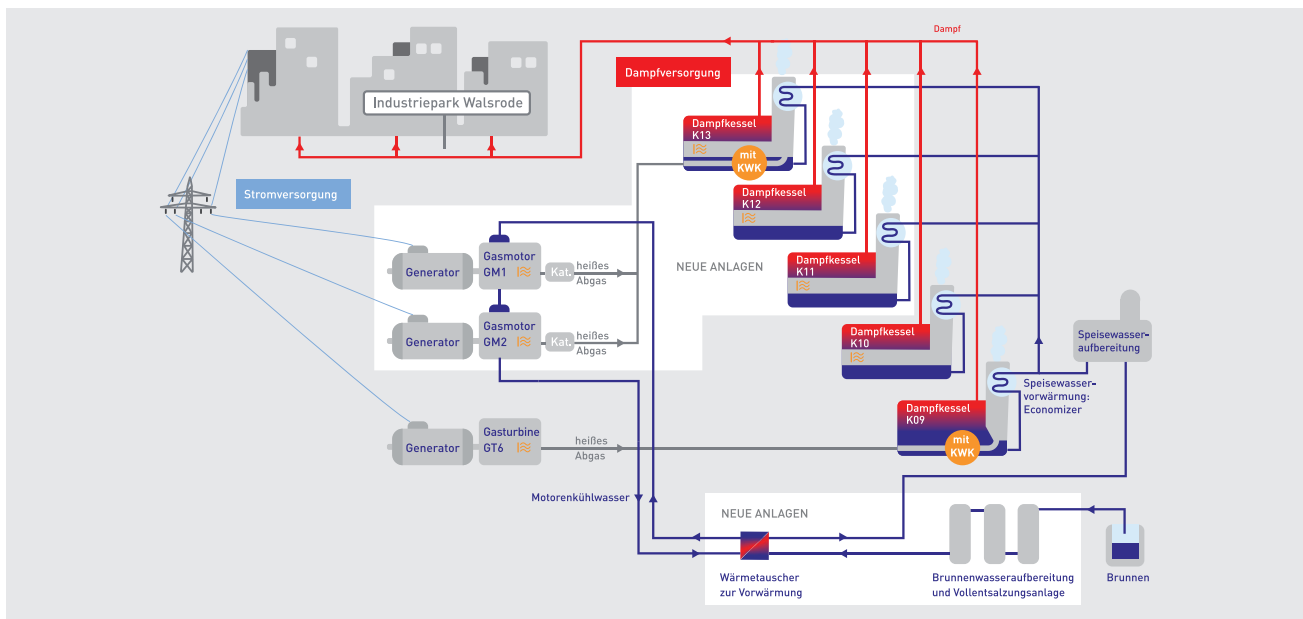 Dampf
Dampfversorgung
Industriepark Walsrode
Dampfkessel
K13
mit
KWK
Stromversorgung
Dampfkessel
K12
Generator
Gasmotor
GM1
Kat.
heißes
Abgas
NEUE ANLAGEN
Dampfkessel
K11
Generator
Gasmotor
GM2
Kat.
heißes
Abgas
Dampfkessel
K10
Speisewasser-
aufbereitung
Speisewasser-
vorwärmung:
Economizer
Dampfkessel
K09
mit
KWK
Generator
Gasturbine
GT6
heißes
Abgas
Motorenkühlwasser
NEUE ANLAGEN
Wärmetauscher
zur Vorwärmung
Brunnenwasseraufbereitung
und Vollentsalzungsanlage
Brunnen